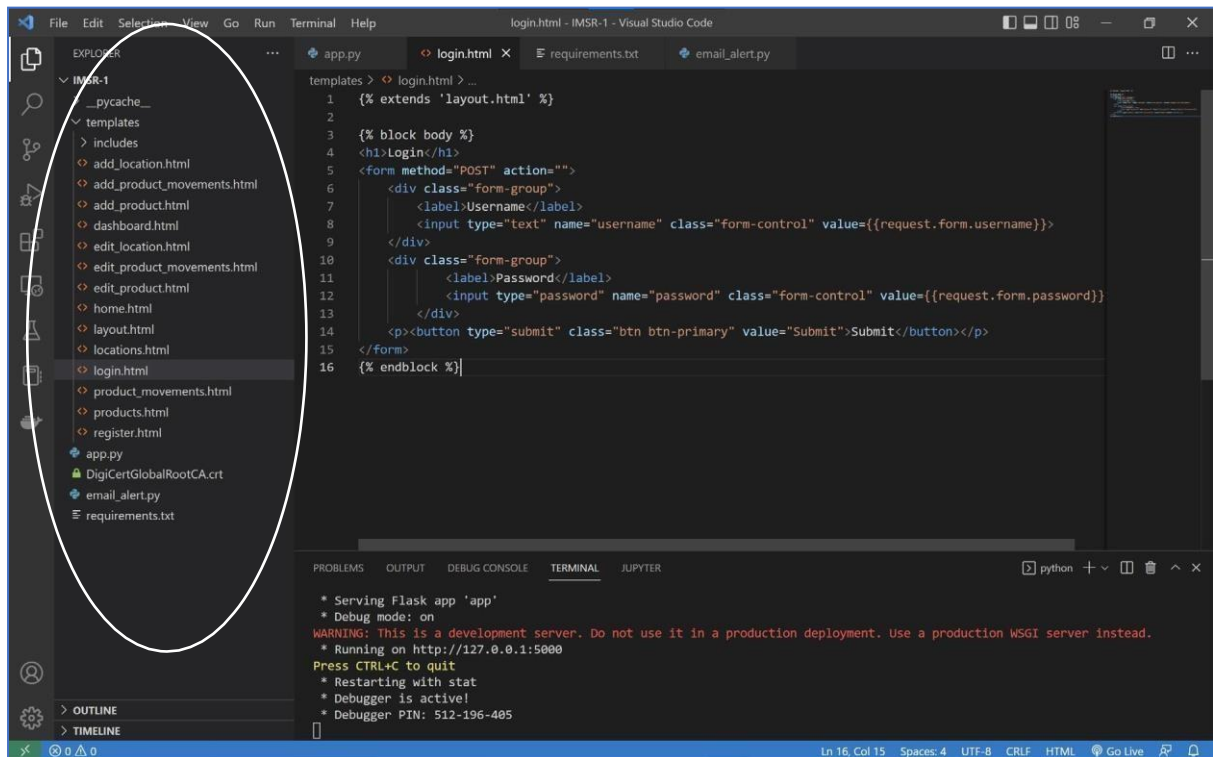 File Edit Selection View Go Run Terminal Help login.html - IMSR-1 - Visual Studio Code
EXPLORER
IMSR-1
__pycache__
templates
includes
add_location.html
add_product_movements.html
add_product.html
dashboard.html
edit_location.html
edit_product_movements.html
edit_product.html
home.html
layout.html
locations.html
login.html
product_movements.html
products.html
register.html
app.py
DigiCertGlobalRootCA.crt
email_alert.py
requirements.txt
OUTLINE
TIMELINE
app.py login.html requirements.txt email_alert.py
templates > login.html > ...
1 {% extends 'layout.html' %}
2
3 {% block body %}
4 <h1>Login</h1>
5 <form method="POST" action="">
6 <div class="form-group">
7 <label>Username</label>
8 <input type="text" name="username" class="form-control" value={{request.form.username}}>
9 </div>
10 <div class="form-group">
11 <label>Password</label>
12 <input type="password" name="password" class="form-control" value={{request.form.password}}
13 </div>
14 <p><button type="submit" class="btn btn-primary" value="Submit">Submit</button></p>
15 </form>
16 {% endblock %}
PROBLEMS OUTPUT DEBUG CONSOLE TERMINAL JUPYTER python
* Serving Flask app 'app'
* Debug mode: on
WARNING: This is a development server. Do not use it in a production deployment. Use a production WSGI server instead.
* Running on http://127.0.0.1:5000
Press CTRL+C to quit
* Restarting with stat
* Debugger is active!
* Debugger PIN: 512-196-405
0 0 Ln 16, Col 15 Spaces: 4 UTF-8 CRLF HTML Go Live